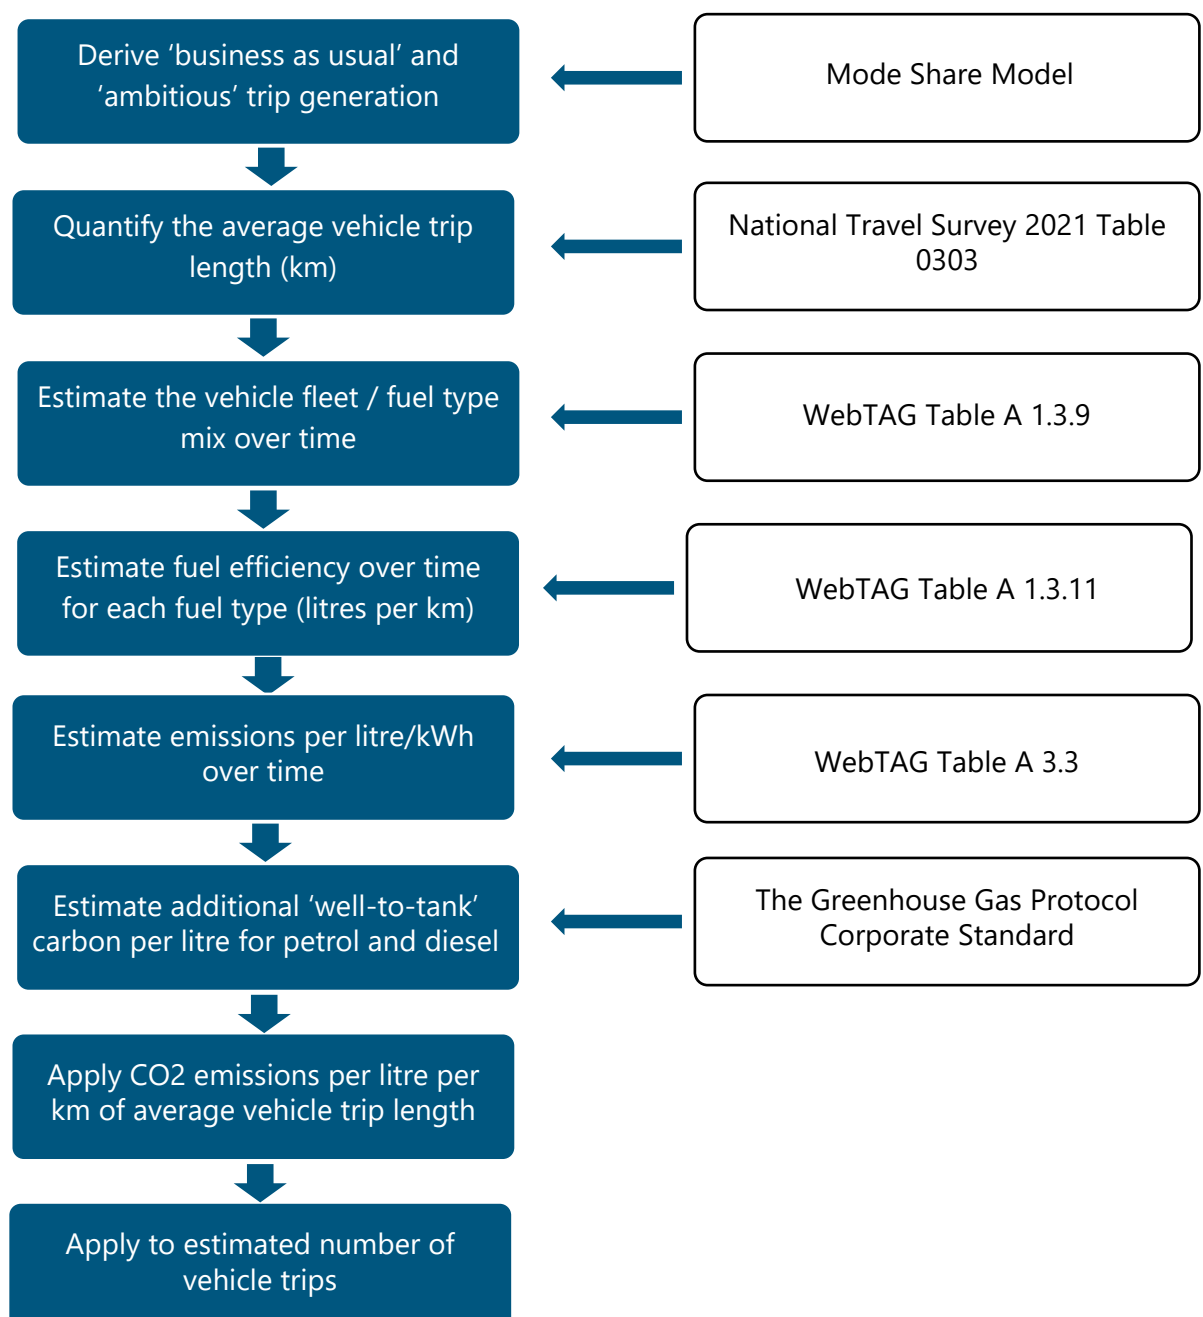 Derive ‘business as usual’ and
‘ambitious’ trip generation
Mode Share Model
Quantify the average vehicle trip
length (km)
National Travel Survey 2021 Table
0303
Estimate the vehicle fleet / fuel type
mix over time
WebTAG Table A 1.3.9
Estimate fuel efficiency over time
for each fuel type (litres per km)
WebTAG Table A 1.3.11
Estimate emissions per litre/kWh
over time
WebTAG Table A 3.3
Estimate additional ‘well-to-tank’
carbon per litre for petrol and diesel
The Greenhouse Gas Protocol
Corporate Standard
Apply CO2 emissions per litre per
km of average vehicle trip length
Apply to estimated number of
vehicle trips